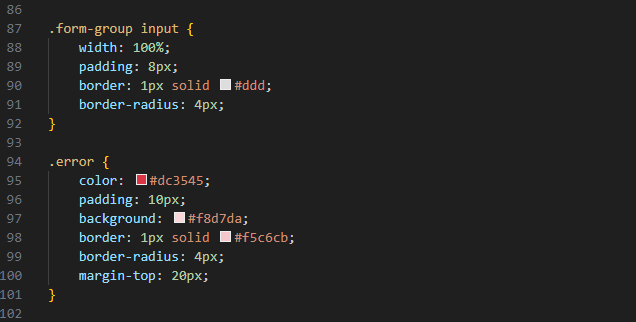 86
87 .form-group input {
88     width: 100%;
89     padding: 8px;
90     border: 1px solid #ddd;
91     border-radius: 4px;
92 }
93
94 .error {
95     color: #dc3545;
96     padding: 10px;
97     background: #f8d7da;
98     border: 1px solid #f5c6cb;
99     border-radius: 4px;
100     margin-top: 20px;
101 }
102